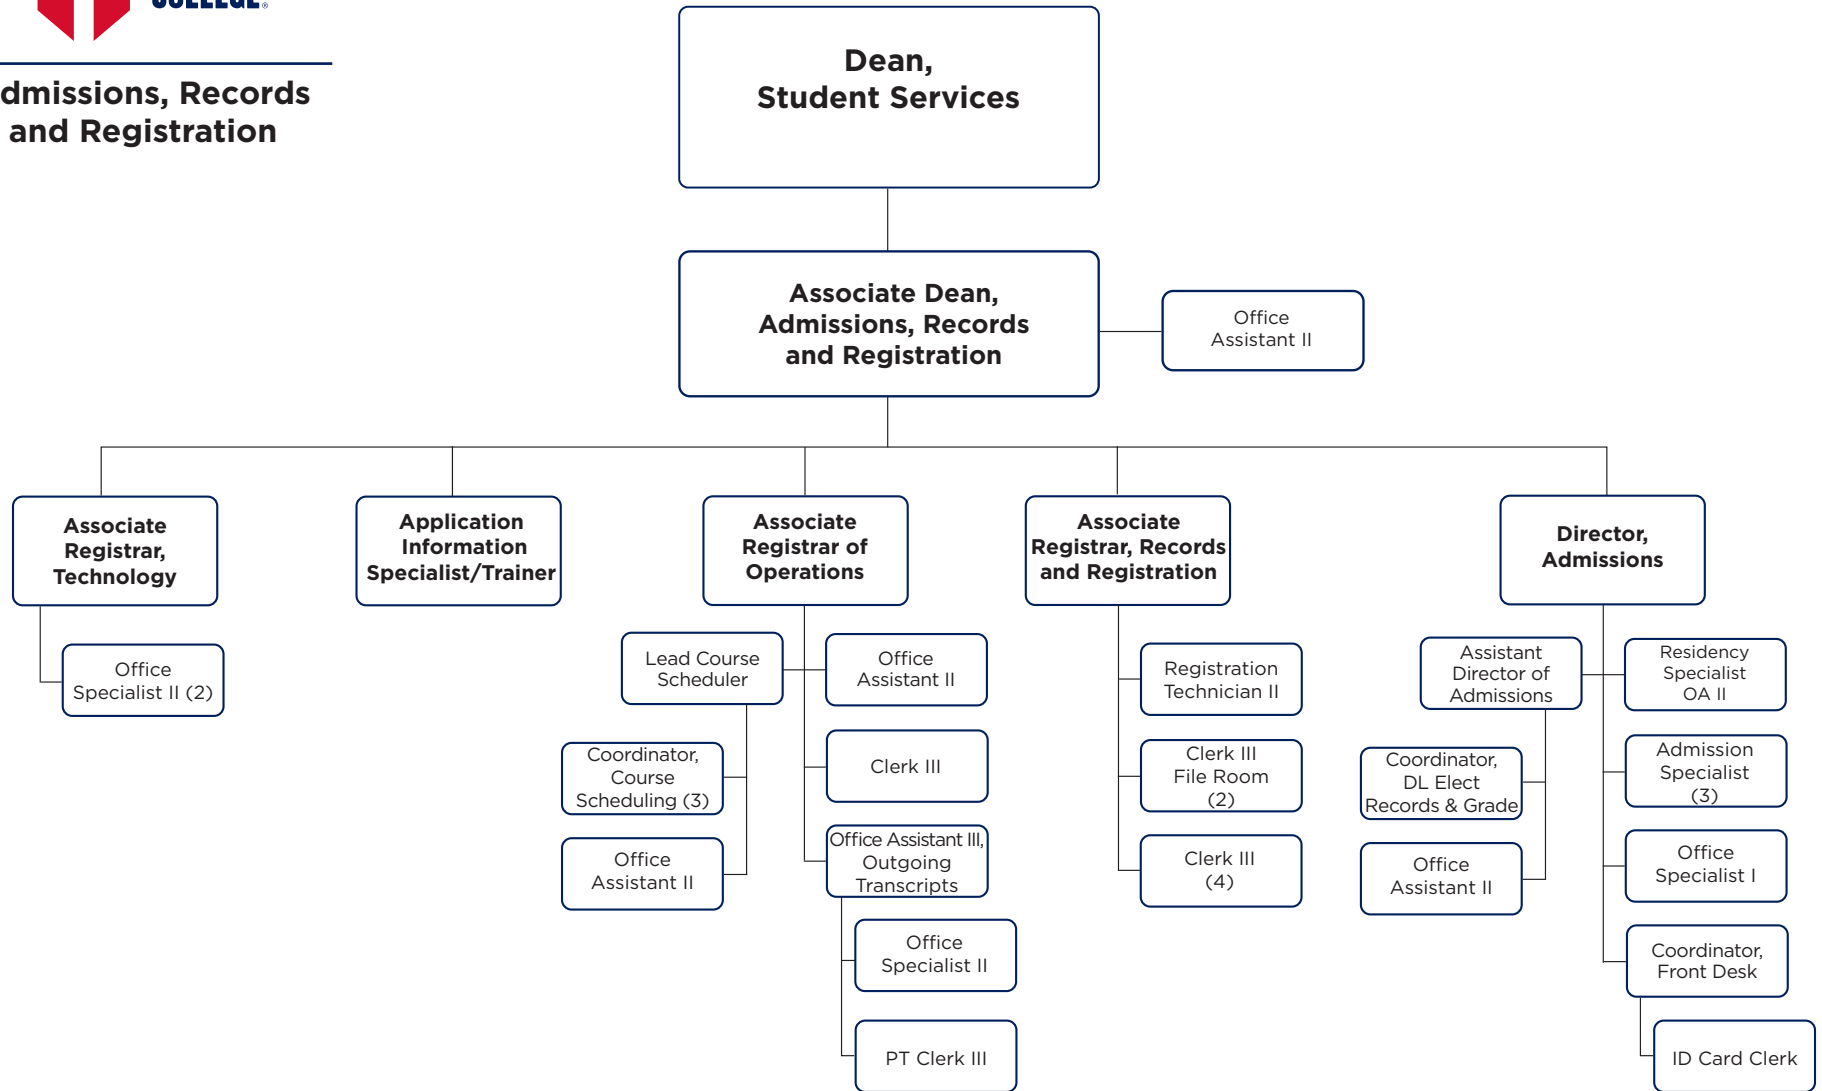 dmissions, Records
and Registration
Dean,
Student Services
Associate Dean,
Admissions, Records
and Registration
Office
Assistant II
Associate
Registrar,
Technology
Office
Specialist II (2)
Application
Information
Specialist/Trainer
Associate
Registrar of
Operations
Lead Course
Scheduler
Coordinator,
Course
Scheduling (3)
Office
Assistant II
Office
Assistant II
Clerk III
Office Assistant III,
Outgoing
Transcripts
Office
Specialist II
PT Clerk III
Associate
Registrar, Records
and Registration
Registration
Technician II
Clerk III
File Room
(2)
Clerk III
(4)
Director,
Admissions
Assistant
Director of
Admissions
Coordinator,
DL Elect
Records & Grade
Office
Assistant II
Residency
Specialist
OA II
Admission
Specialist
(3)
Office
Specialist I
Coordinator,
Front Desk
ID Card Clerk